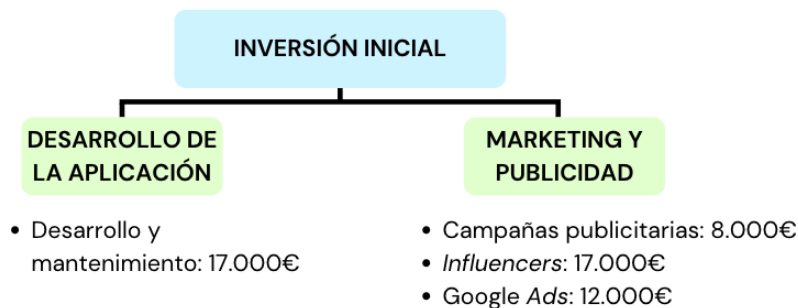 INVERSIÓN INICIAL
DESARROLLO DE
LA APLICACIÓN
• Desarrollo y
mantenimiento: 17.000€
MARKETING Y
PUBLICIDAD
• Campañas publicitarias: 8.000€
• Influencers: 17.000€
• Google Ads: 12.000€